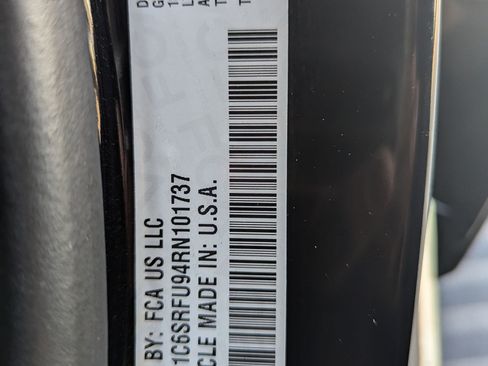 BY: FCA US LLC
1C6SRFU94RN101737
CLE MADE IN: U.S.A.